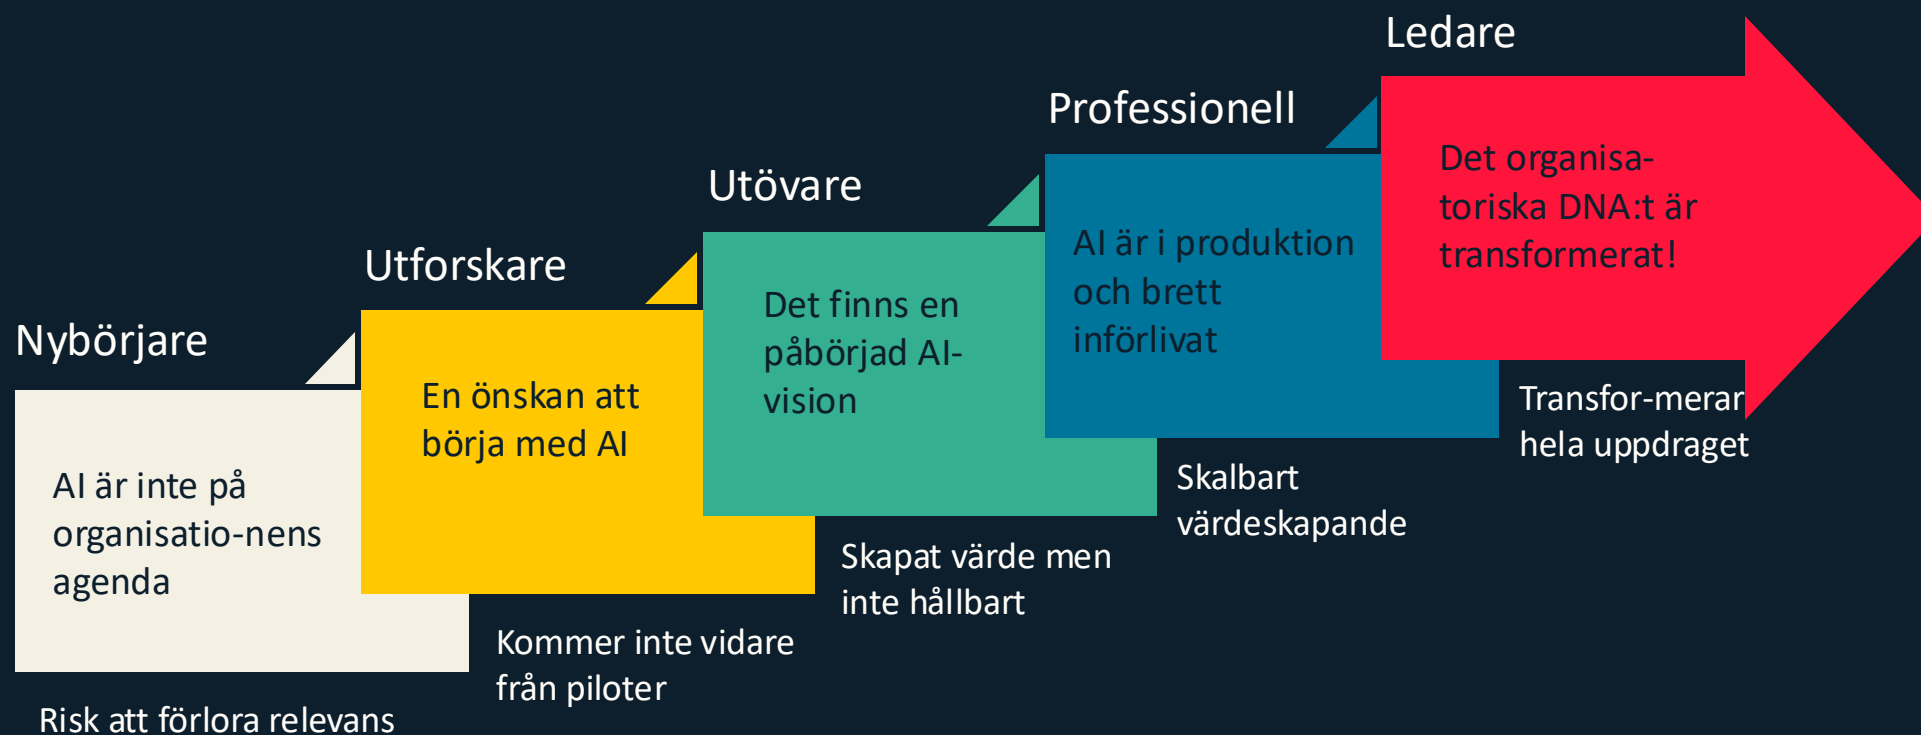 Nybörjare
AI är inte på
organisatio-nens
agenda
Risk att förlora relevans
Utforskare
En önskan att
börja med AI
Kommer inte vidare
från piloter
Utövare
Det finns en
påbörjad AI-
vision
Skapat värde men
inte hållbart
Professionell
AI är i produktion
och brett
införlivat
Skalbart
värdeskapande
Ledare
Det organisa-
toriska DNA:t är
transformerat!
Transfor-merar
hela uppdraget